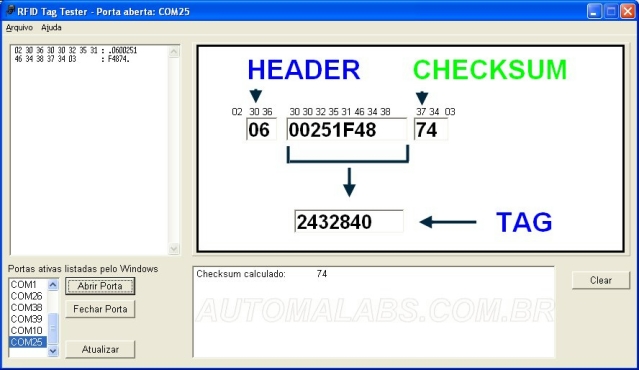 RFID Tag Tester - Porta aberta: COM25
Arquivo Ajuda
02 30 36 30 30 32 35 31 : .0600251
46 34 38 37 34 03 : F4874.
HEADER CHECKSUM
02 30 36 30 30 32 35 31 46 34 38 37 34 03
06 00251F48 74
2432840 TAG
Portas ativas listadas pelo Windows
COM1
COM26
COM38
COM39
COM10
COM25
Abrir Porta
Fechar Porta
Atualizar
Checksum calculado: 74
AUTOMALABS.COM.BR
Clear